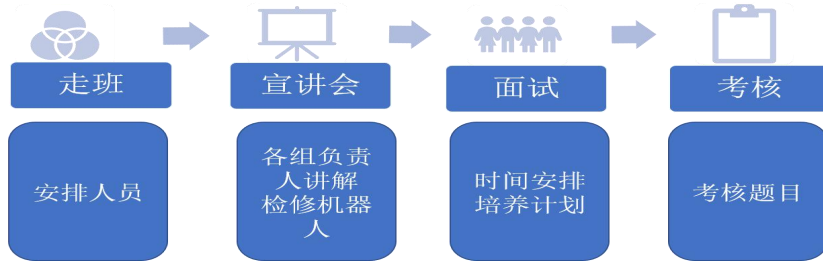 走班
宣讲会
面试
考核
安排人员
各组负责
人讲解
检修机器
人
时间安排
培养计划
考核题目